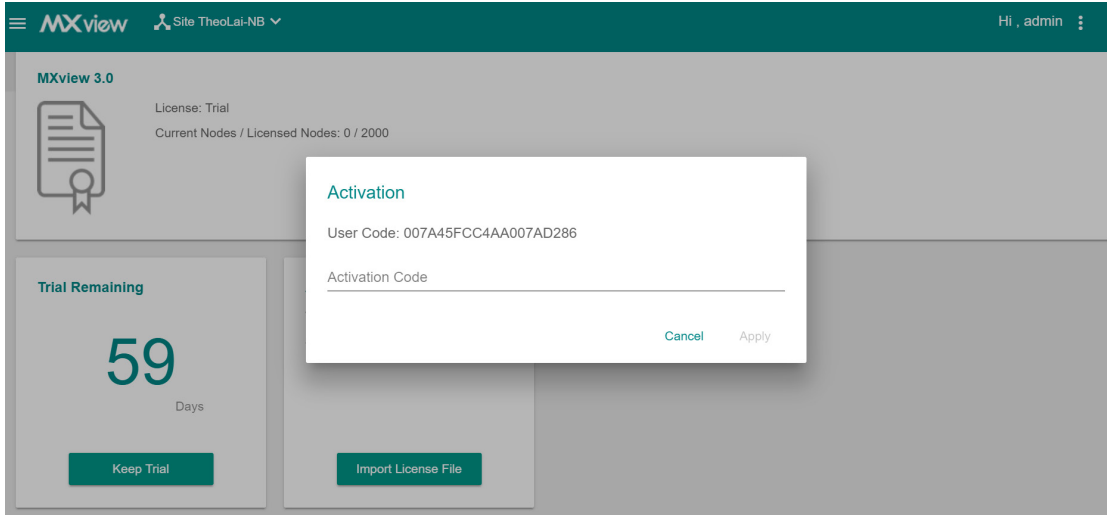 MXview
Site TheoLai-NB
Hi , admin
MXview 3.0
License: Trial
Current Nodes / Licensed Nodes: 0 / 2000
Activation
User Code: 007A45FCC4AA007AD286
Activation Code
Cancel
Apply
Trial Remaining
59
Days
Keep Trial
Import License File